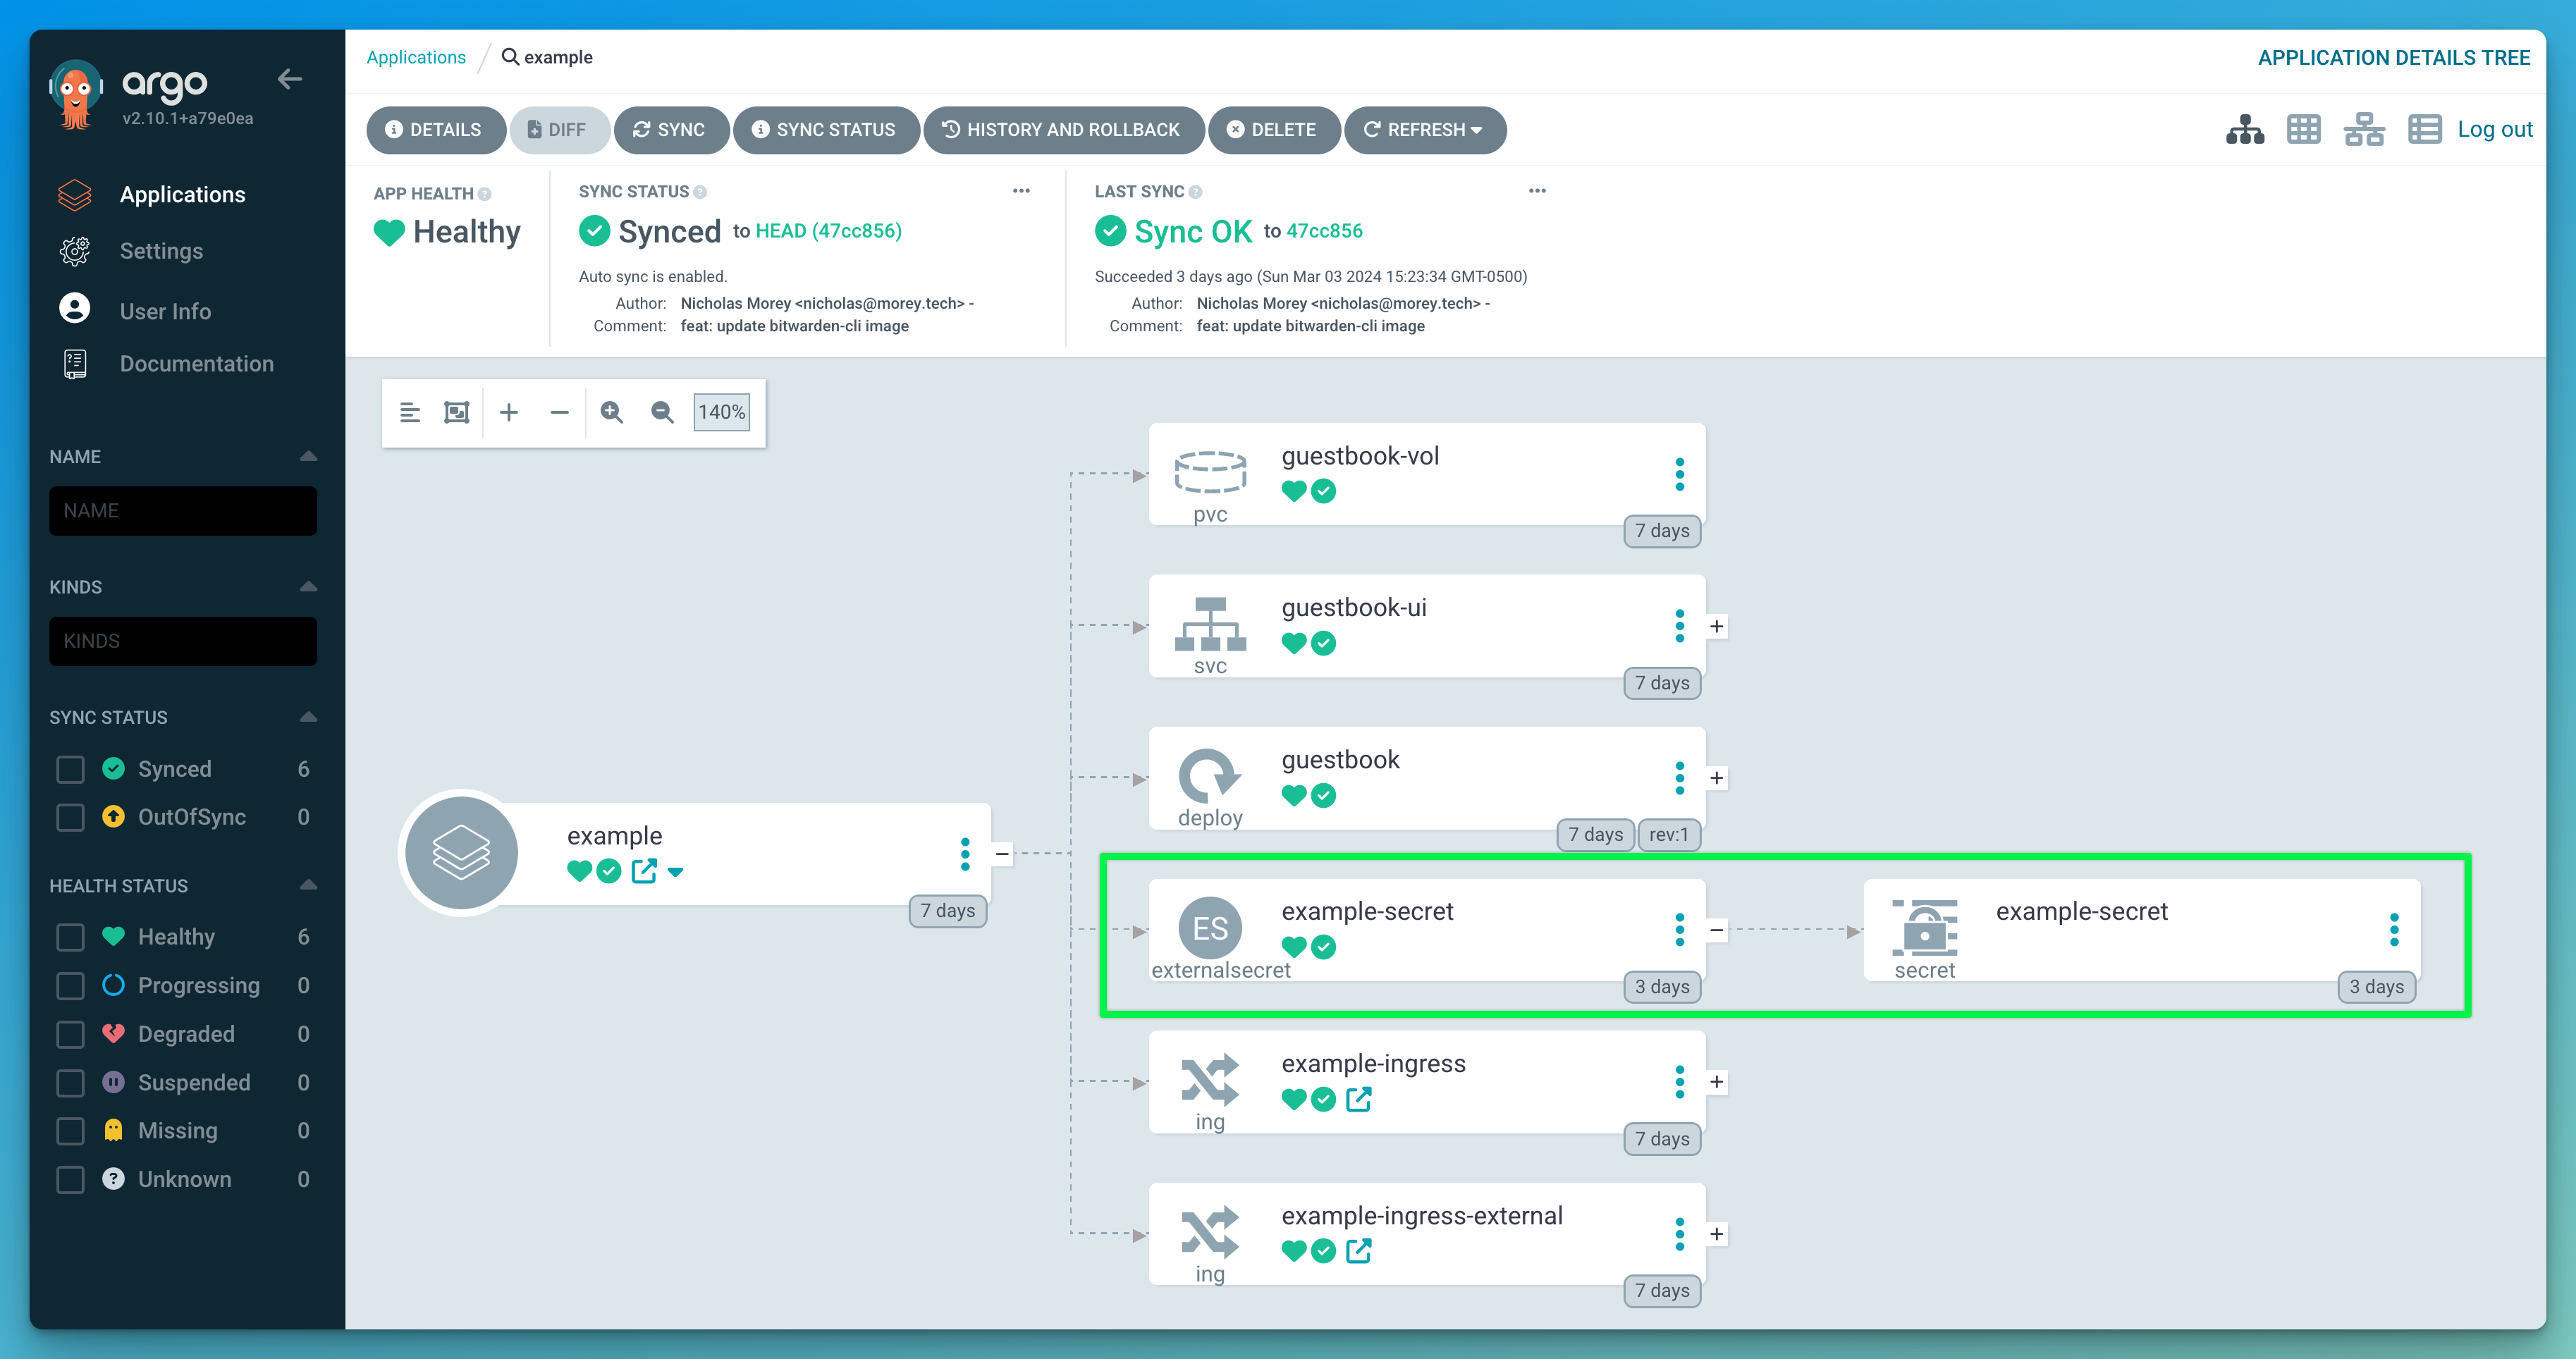 argo
v2.10.1+a79e0ea
Applications
Settings
User Info
Documentation
NAME
NAME
KINDS
KINDS
SYNC STATUS
Synced 6
OutOfSync 0
HEALTH STATUS
Healthy 6
Progressing 0
Degraded 0
Suspended 0
Missing 0
Unknown 0
Applications / example
APPLICATION DETAILS TREE
DETAILS DIFF SYNC SYNC STATUS HISTORY AND ROLLBACK DELETE REFRESH
Log out
APP HEALTH
Healthy
SYNC STATUS
Synced to HEAD (47cc856)
Auto sync is enabled.
Author: Nicholas Morey <nicholas@morey.tech> -
Comment: feat: update bitwarden-cli image
LAST SYNC
Sync OK to 47cc856
Succeeded 3 days ago (Sun Mar 03 2024 15:23:34 GMT-0500)
Author: Nicholas Morey <nicholas@morey.tech> -
Comment: feat: update bitwarden-cli image
140%
example
7 days
guestbook-vol
pvc
7 days
guestbook-ui
svc
7 days
guestbook
deploy
7 days rev:1
ES
example-secret
externalsecret
3 days
example-secret
secret
3 days
example-ingress
ing
7 days
example-ingress-external
ing
7 days